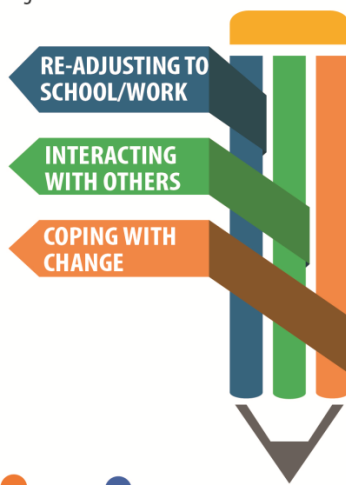 RE-ADJUSTING TO
SCHOOL/WORK
INTERACTING
WITH OTHERS
COPING WITH
CHANGE